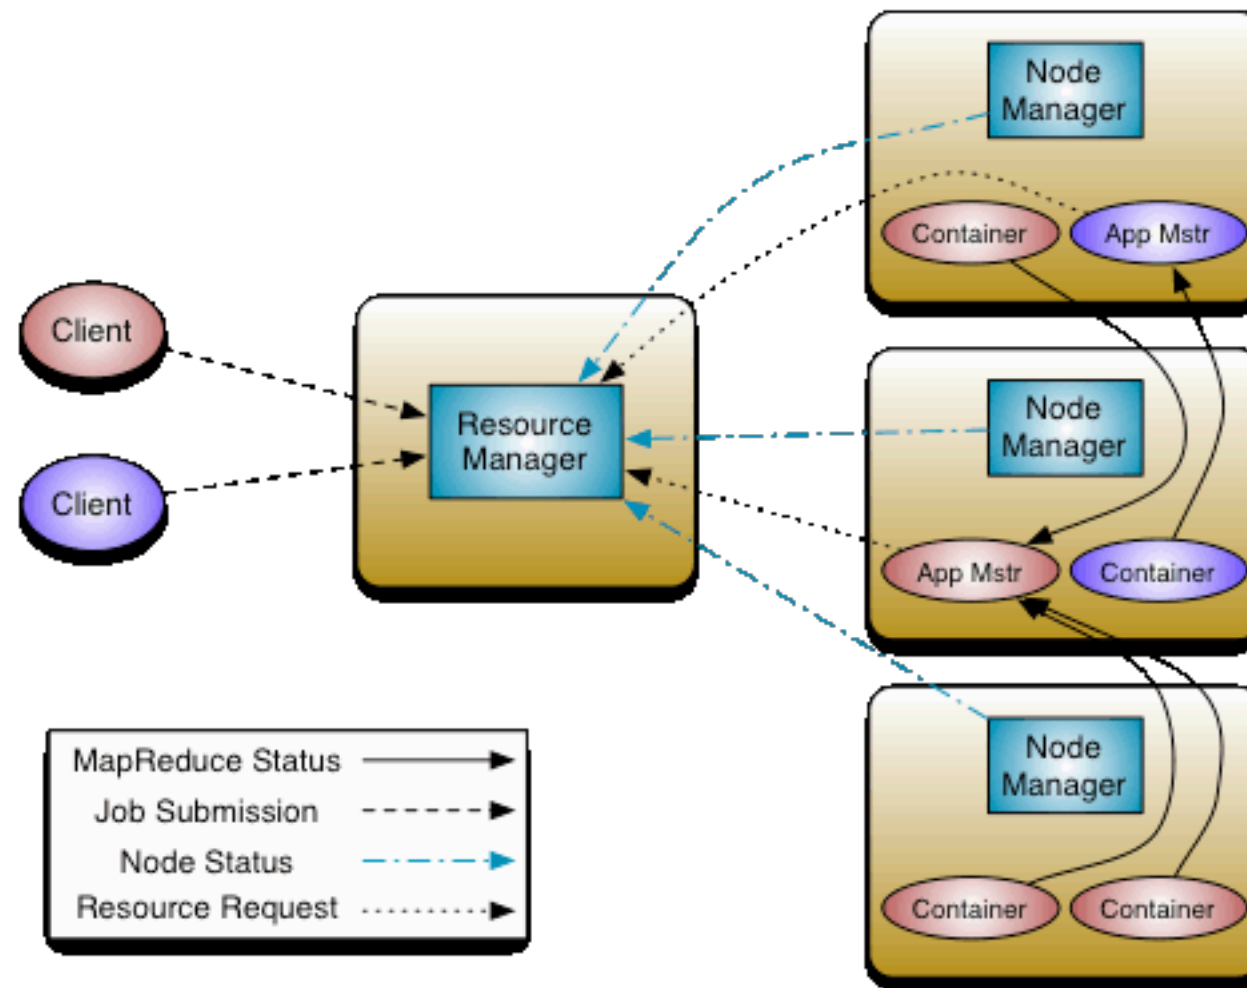 Node
Manager
Container
App Mstr
Client
Client
Resource
Manager
Node
Manager
App Mstr
Container
Node
Manager
Container
Container
MapReduce Status
Job Submission
Node Status
Resource Request